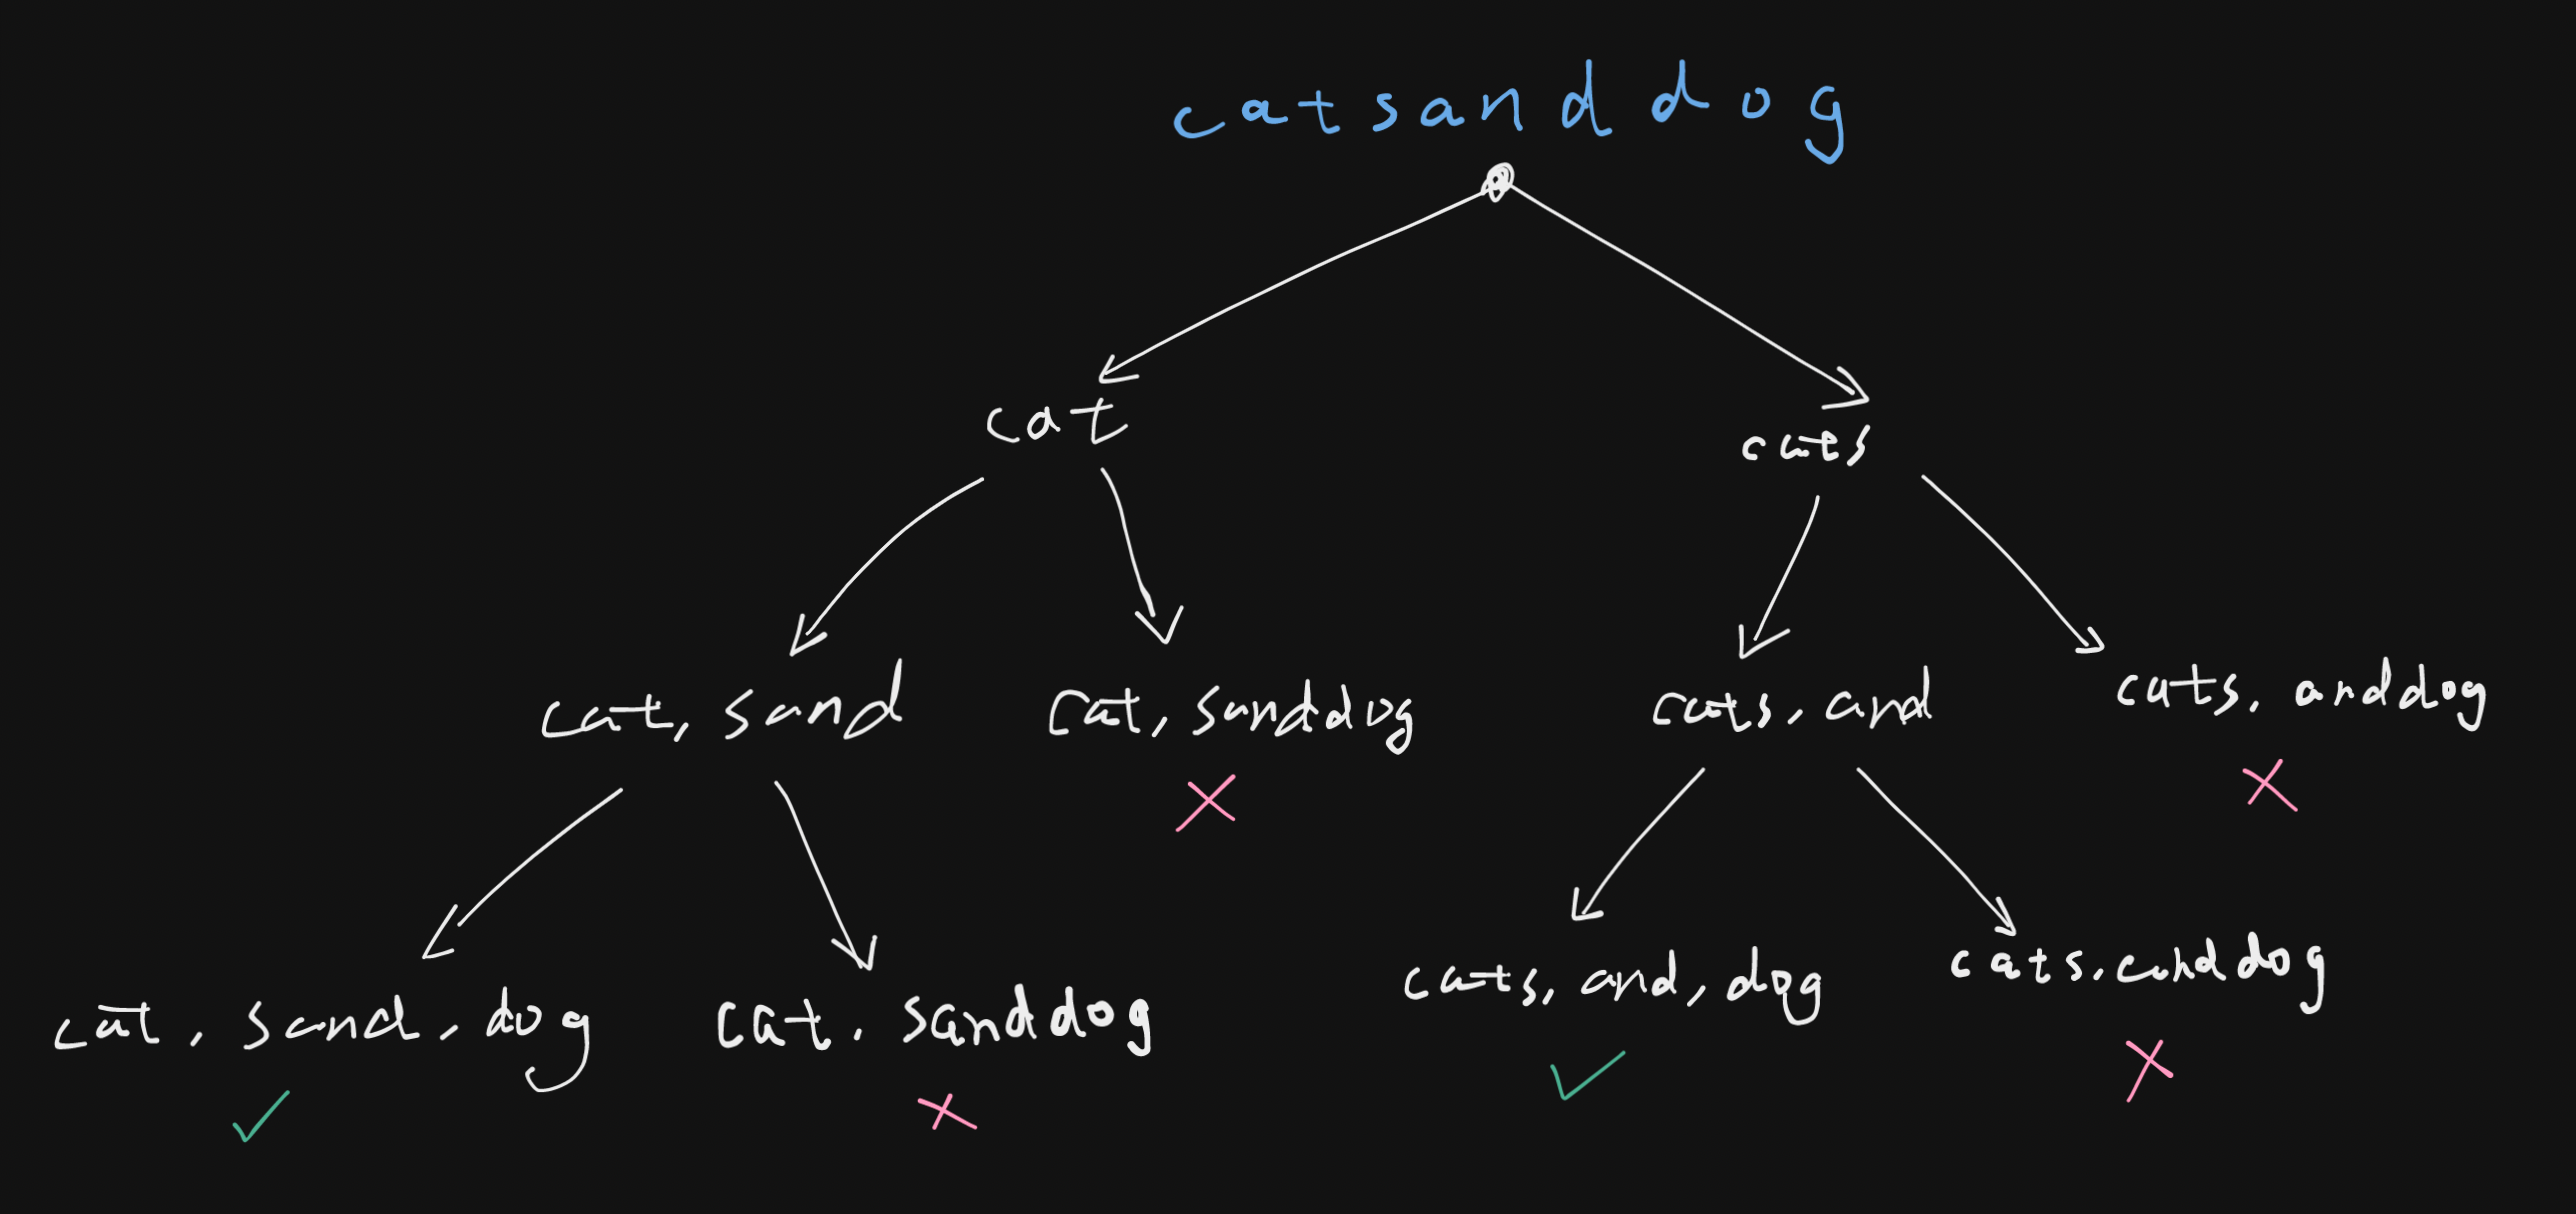 catsanddog
cat
cats
cat, sand
cat, sanddog
cats, and
cats, anddog
cat, sand, dog
cat, sanddog
cats, and, dog
cats, anddog